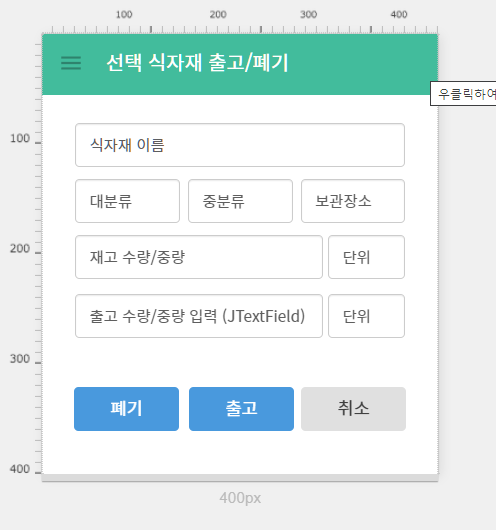 100 200 300 400
선택 식자재 출고/폐기
우클릭하여
100
식자재 이름
대분류 중분류 보관장소
200
재고 수량/중량 단위
출고 수량/중량 입력 (JTextField) 단위
300
폐기 출고 취소
400
400px